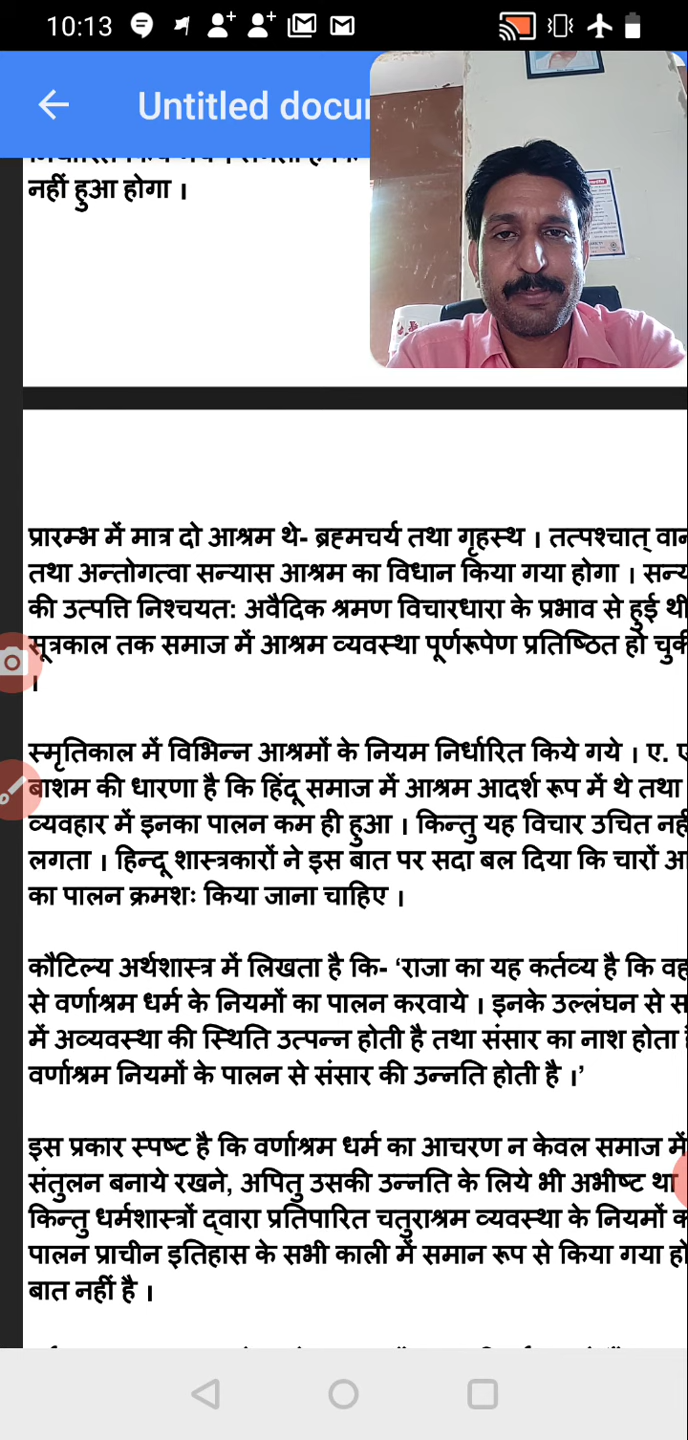 10:13
Untitled docu
नहीं हुआ होगा ।
प्रारम्भ में मात्र दो आश्रम थे- ब्रह्मचर्य तथा गृहस्थ । तत्पश्चात् वान
तथा अन्तोगत्वा सन्यास आश्रम का विधान किया गया होगा । सन्य
की उत्पत्ति निश्चयत: अवैदिक श्रमण विचारधारा के प्रभाव से हुई थी
सूत्रकाल तक समाज में आश्रम व्यवस्था पूर्णरूपेण प्रतिष्ठित हो चुकी
।
स्मृतिकाल में विभिन्न आश्रमों के नियम निर्धारित किये गये । ए. ए
बाशम की धारणा है कि हिंदू समाज में आश्रम आदर्श रूप में थे तथा
व्यवहार में इनका पालन कम ही हुआ । किन्तु यह विचार उचित नहीं
लगता । हिन्दू शास्त्रकारों ने इस बात पर सदा बल दिया कि चारों आ
का पालन क्रमशः किया जाना चाहिए ।
कौटिल्य अर्थशास्त्र में लिखता है कि- ‘राजा का यह कर्तव्य है कि वह
से वर्णाश्रम धर्म के नियमों का पालन करवाये । इनके उल्लंघन से स
में अव्यवस्था की स्थिति उत्पन्न होती है तथा संसार का नाश होता है
वर्णाश्रम नियमों के पालन से संसार की उन्नति होती है ।’
इस प्रकार स्पष्ट है कि वर्णाश्रम धर्म का आचरण न केवल समाज में
संतुलन बनाये रखने, अपितु उसकी उन्नति के लिये भी अभीष्ट था
किन्तु धर्मशास्त्रों द्वारा प्रतिपारित चतुराश्रम व्यवस्था के नियमों क
पालन प्राचीन इतिहास के सभी काली में समान रूप से किया गया हो
बात नहीं है ।